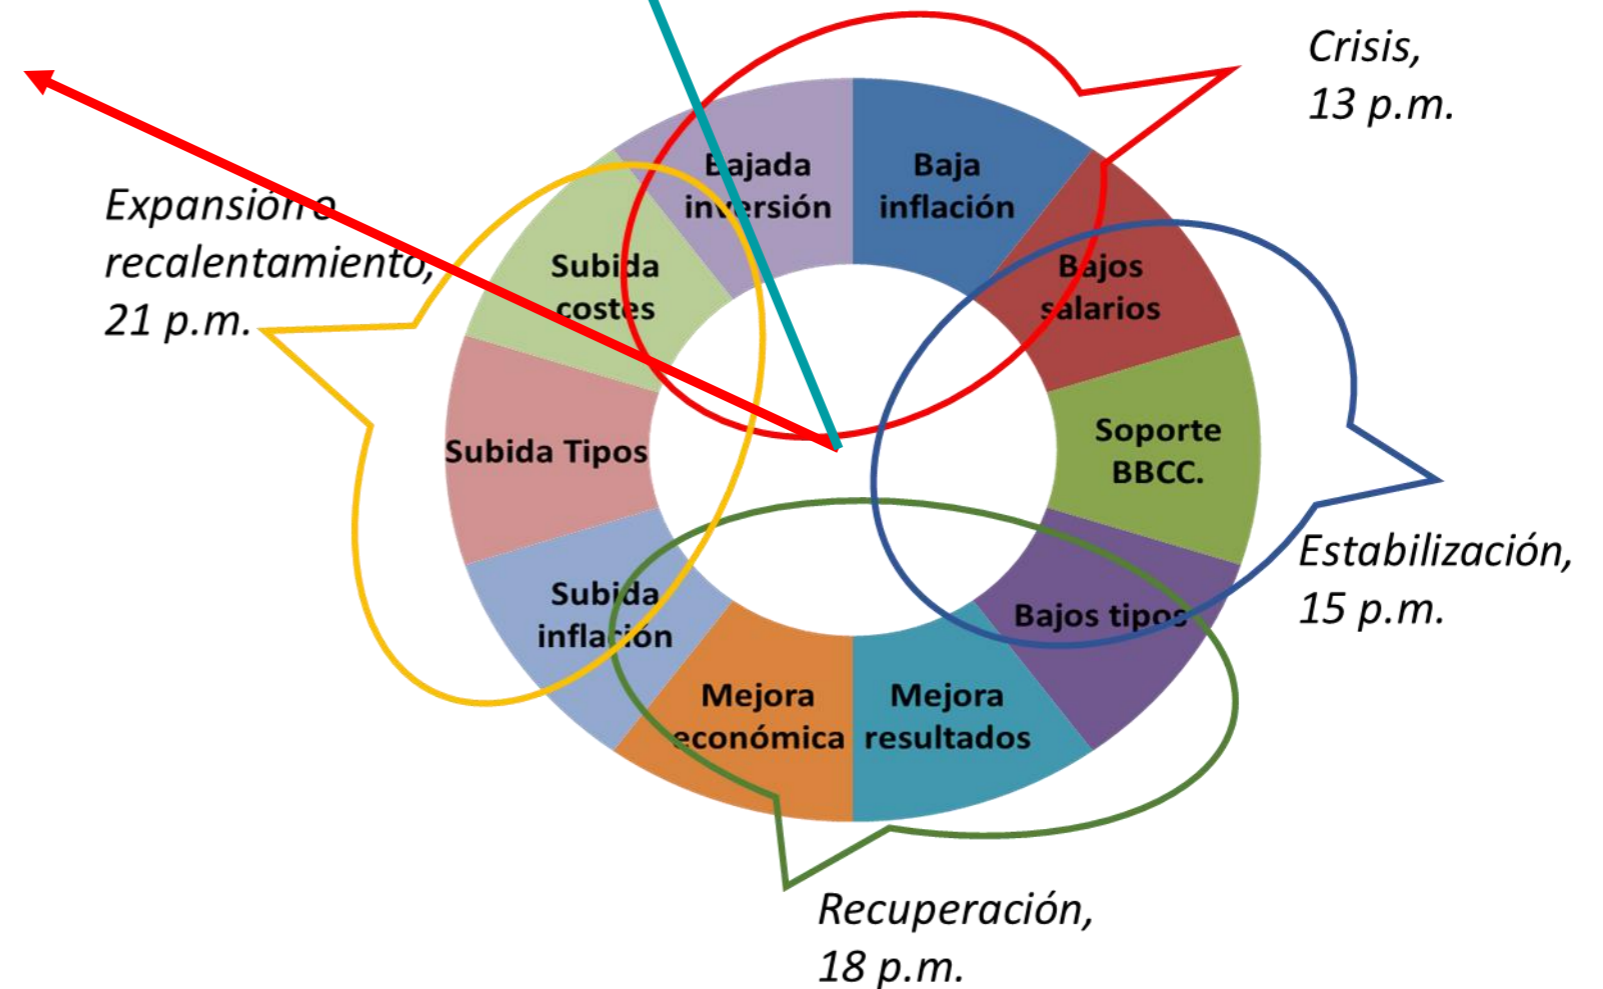 Crisis,
13 p.m.
Bajada
inversión
Baja
inflación
Expansión o
recalentamiento,
21 p.m.
Subida
costes
Bajos
salarios
Subida Tipos
Soporte
BBCC.
Estabilización,
15 p.m.
Subida
inflación
Bajos tipos
Mejora
económica
Mejora
resultados
Recuperación,
18 p.m.